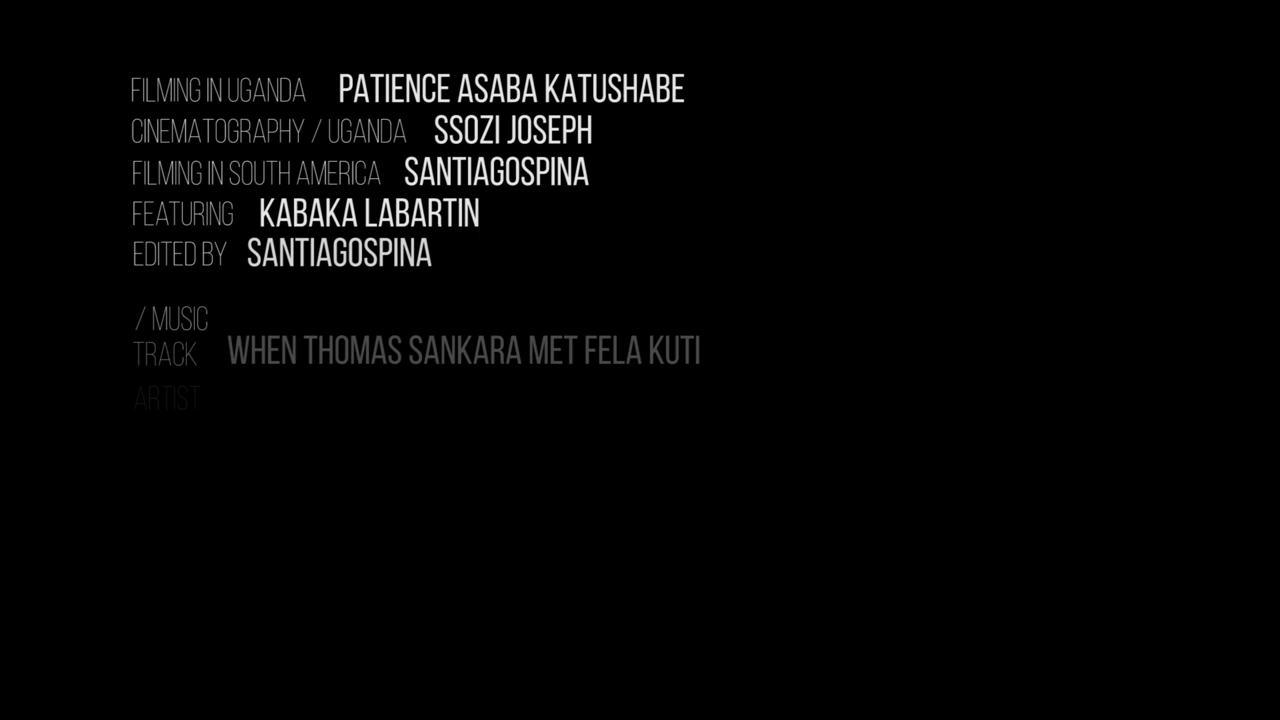 FILMING IN UGANDA PATIENCE ASABA KATUSHABE
CINEMATOGRAPHY / UGANDA SSOZI JOSEPH
FILMING IN SOUTH AMERICA SANTIAGOSPINA
FEATURING KABAKA LABARTIN
EDITED BY SANTIAGOSPINA
/ MUSIC
TRACK WHEN THOMAS SANKARA MET FELA KUTI
ARTIST